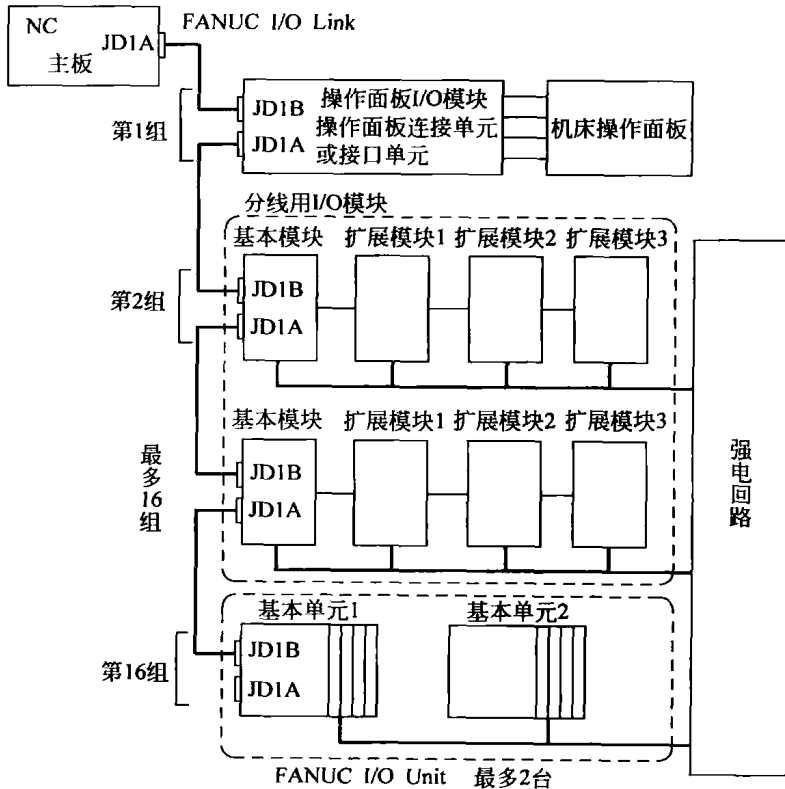 NC
主板
JD1A
FANUC I/O Link
第1组
JD1B
JD1A
操作面板I/O模块
操作面板连接单元
或接口单元
机床操作面板
分线用I/O模块
基本模块 扩展模块1 扩展模块2 扩展模块3
第2组
JD1B
JD1A
基本模块 扩展模块1 扩展模块2 扩展模块3
最多16组
JD1B
JD1A
强电回路
基本单元1 基本单元2
第16组
JD1B
JD1A
FANUC I/O Unit 最多2台